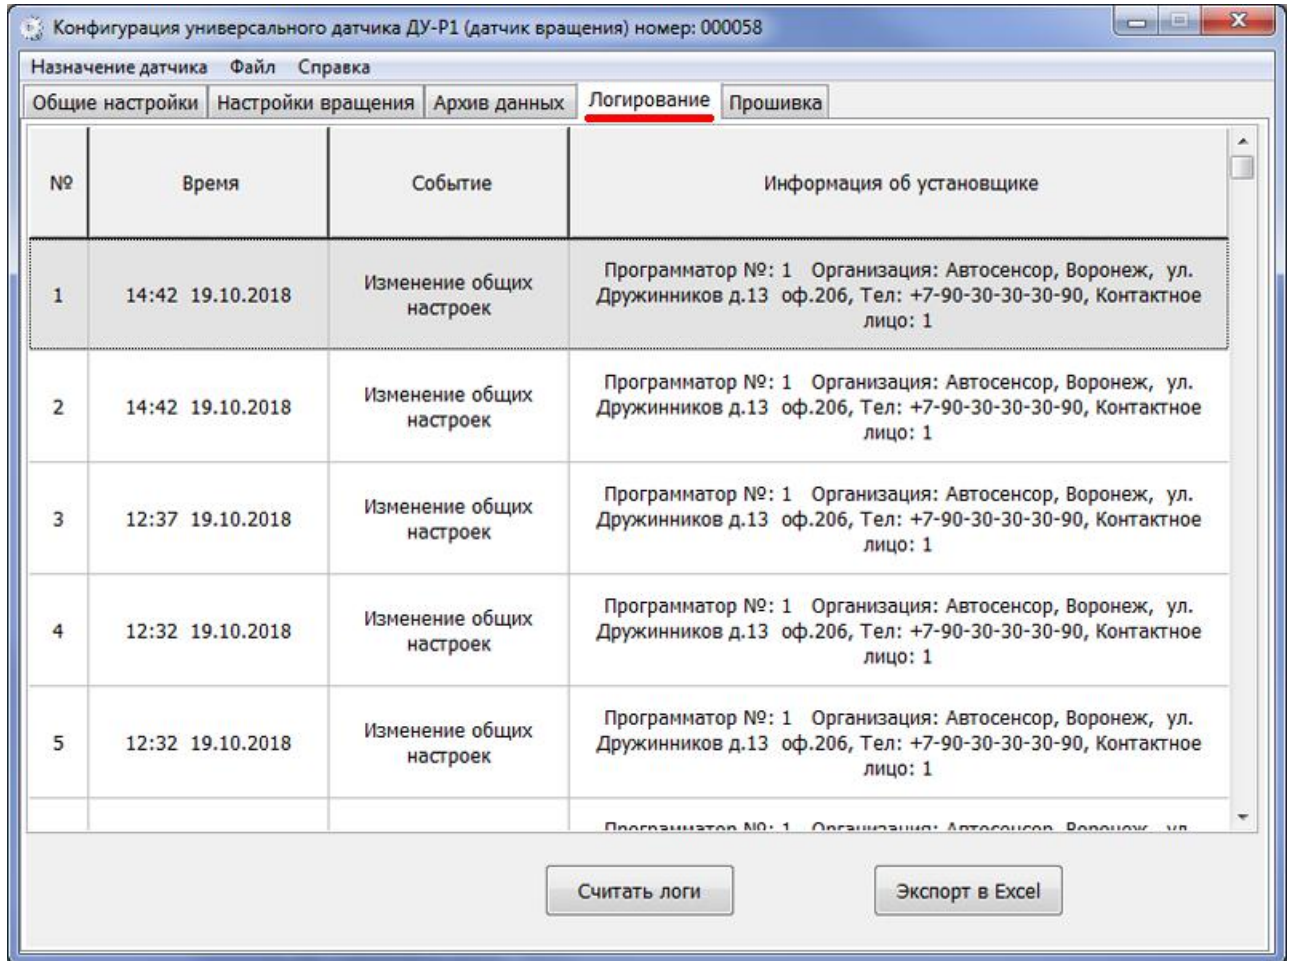 Конфигурация универсального датчика ДУ-Р1 (датчик вращения) номер: 000058
Назначение датчика Файл Справка
Общие настройки Настройки вращения Архив данных Логирование Прошивка
№ Время Событие Информация об установщике
Программатор №: 1 Организация: Автосенсор, Воронеж, ул.
1 14:42 19.10.2018 Изменение общих настроек Дружинников д.13 оф.206, Тел: +7-90-30-30-30-90, Контактное
лицо: 1
Программатор №: 1 Организация: Автосенсор, Воронеж, ул.
2 14:42 19.10.2018 Изменение общих настроек Дружинников д.13 оф.206, Тел: +7-90-30-30-30-90, Контактное
лицо: 1
Программатор №: 1 Организация: Автосенсор, Воронеж, ул.
3 12:37 19.10.2018 Изменение общих настроек Дружинников д.13 оф.206, Тел: +7-90-30-30-30-90, Контактное
лицо: 1
Программатор №: 1 Организация: Автосенсор, Воронеж, ул.
4 12:32 19.10.2018 Изменение общих настроек Дружинников д.13 оф.206, Тел: +7-90-30-30-30-90, Контактное
лицо: 1
Программатор №: 1 Организация: Автосенсор, Воронеж, ул.
5 12:32 19.10.2018 Изменение общих настроек Дружинников д.13 оф.206, Тел: +7-90-30-30-30-90, Контактное
лицо: 1
Программатор №: 1 Организация: Автосенсор, Воронеж, ул.
Считать логи Экспорт в Excel